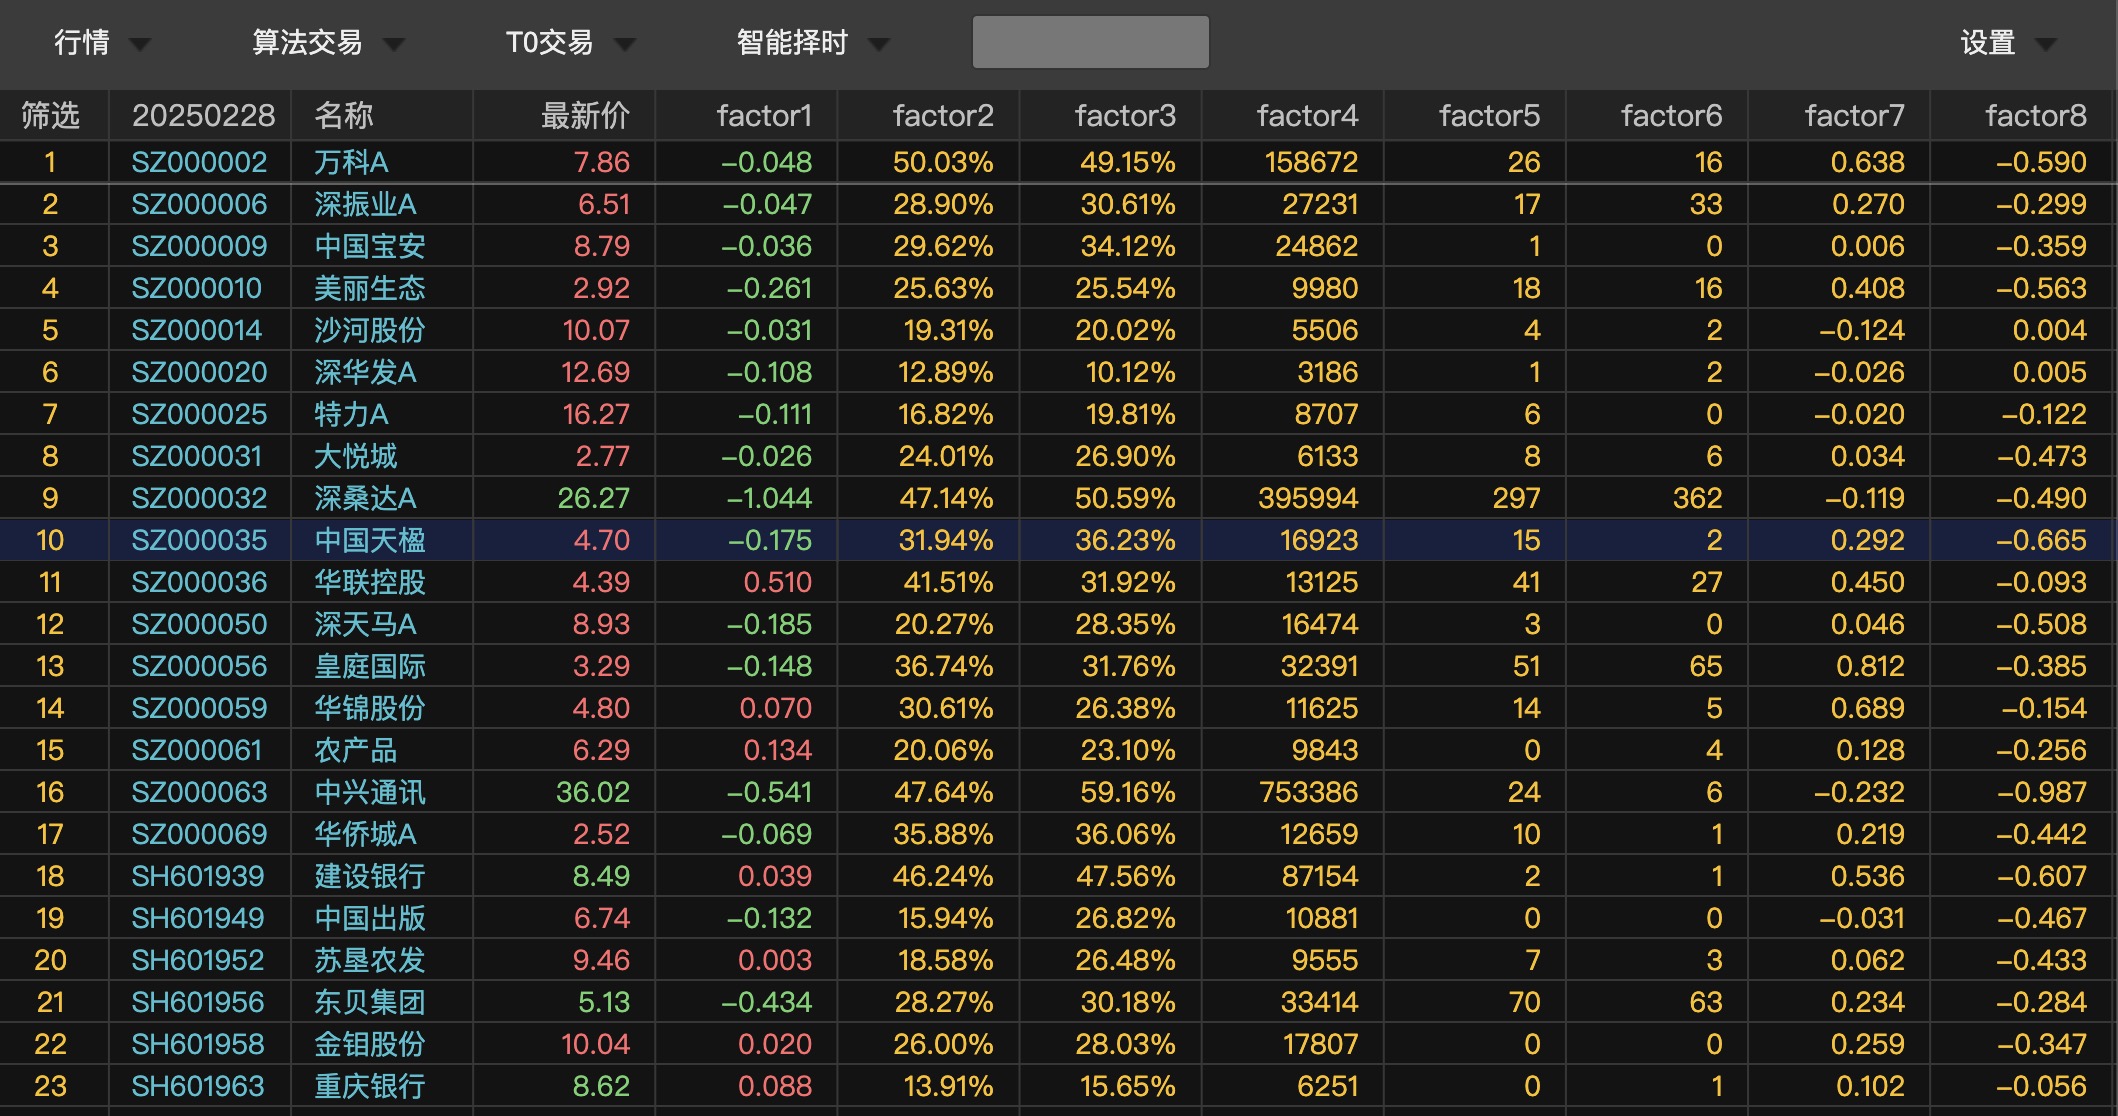 行情 算法交易 T0交易 智能择时 设置
筛选 20250228 名称 最新价 factor1 factor2 factor3 factor4 factor5 factor6 factor7 factor8
1 SZ000002 万科A 7.86 −0.048 50.03% 49.15% 158672 26 16 0.638 −0.590
2 SZ000006 深振业A 6.51 −0.047 28.90% 30.61% 27231 17 33 0.270 −0.299
3 SZ000009 中国宝安 8.79 −0.036 29.62% 34.12% 24862 1 0 0.006 −0.359
4 SZ000010 美丽生态 2.92 −0.261 25.63% 25.54% 9980 18 16 0.408 −0.563
5 SZ000014 沙河股份 10.07 −0.031 19.31% 20.02% 5506 4 2 −0.124 0.004
6 SZ000020 深华发A 12.69 −0.108 12.89% 10.12% 3186 1 2 −0.026 0.005
7 SZ000025 特力A 16.27 −0.111 16.82% 19.81% 8707 6 0 −0.020 −0.122
8 SZ000031 大悦城 2.77 −0.026 24.01% 26.90% 6133 8 6 0.034 −0.473
9 SZ000032 深桑达A 26.27 −1.044 47.14% 50.59% 395994 297 362 −0.119 −0.490
10 SZ000035 中国天楹 4.70 −0.175 31.94% 36.23% 16923 15 2 0.292 −0.665
11 SZ000036 华联控股 4.39 0.510 41.51% 31.92% 13125 41 27 0.450 −0.093
12 SZ000050 深天马A 8.93 −0.185 20.27% 28.35% 16474 3 0 0.046 −0.508
13 SZ000056 皇庭国际 3.29 −0.148 36.74% 31.76% 32391 51 65 0.812 −0.385
14 SZ000059 华锦股份 4.80 0.070 30.61% 26.38% 11625 14 5 0.689 −0.154
15 SZ000061 农产品 6.29 0.134 20.06% 23.10% 9843 0 4 0.128 −0.256
16 SZ000063 中兴通讯 36.02 −0.541 47.64% 59.16% 753386 24 6 −0.232 −0.987
17 SZ000069 华侨城A 2.52 −0.069 35.88% 36.06% 12659 10 1 0.219 −0.442
18 SH601939 建设银行 8.49 0.039 46.24% 47.56% 87154 2 1 0.536 −0.607
19 SH601949 中国出版 6.74 −0.132 15.94% 26.82% 10881 0 0 −0.031 −0.467
20 SH601952 苏垦农发 9.46 0.003 18.58% 26.48% 9555 7 3 0.062 −0.433
21 SH601956 东贝集团 5.13 −0.434 28.27% 30.18% 33414 70 63 0.234 −0.284
22 SH601958 金钼股份 10.04 0.020 26.00% 28.03% 17807 0 0 0.259 −0.347
23 SH601963 重庆银行 8.62 0.088 13.91% 15.65% 6251 0 1 0.102 −0.056